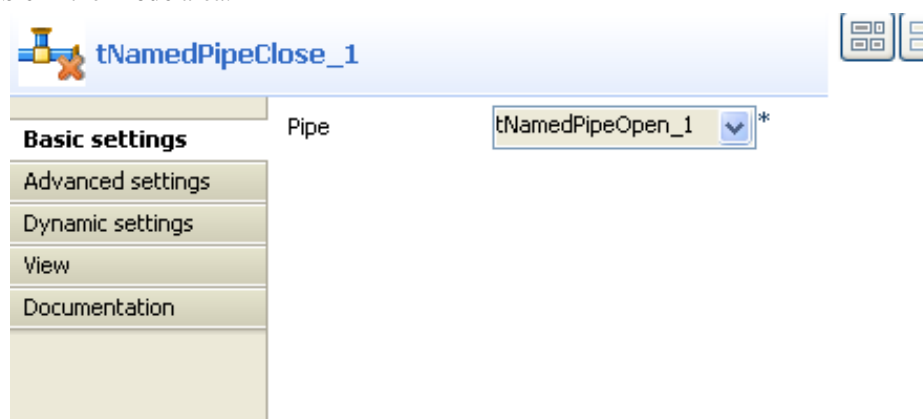 tNamedPipeClose_1
Basic settings
Pipe
tNamedPipeOpen_1 *
Advanced settings
Dynamic settings
View
Documentation